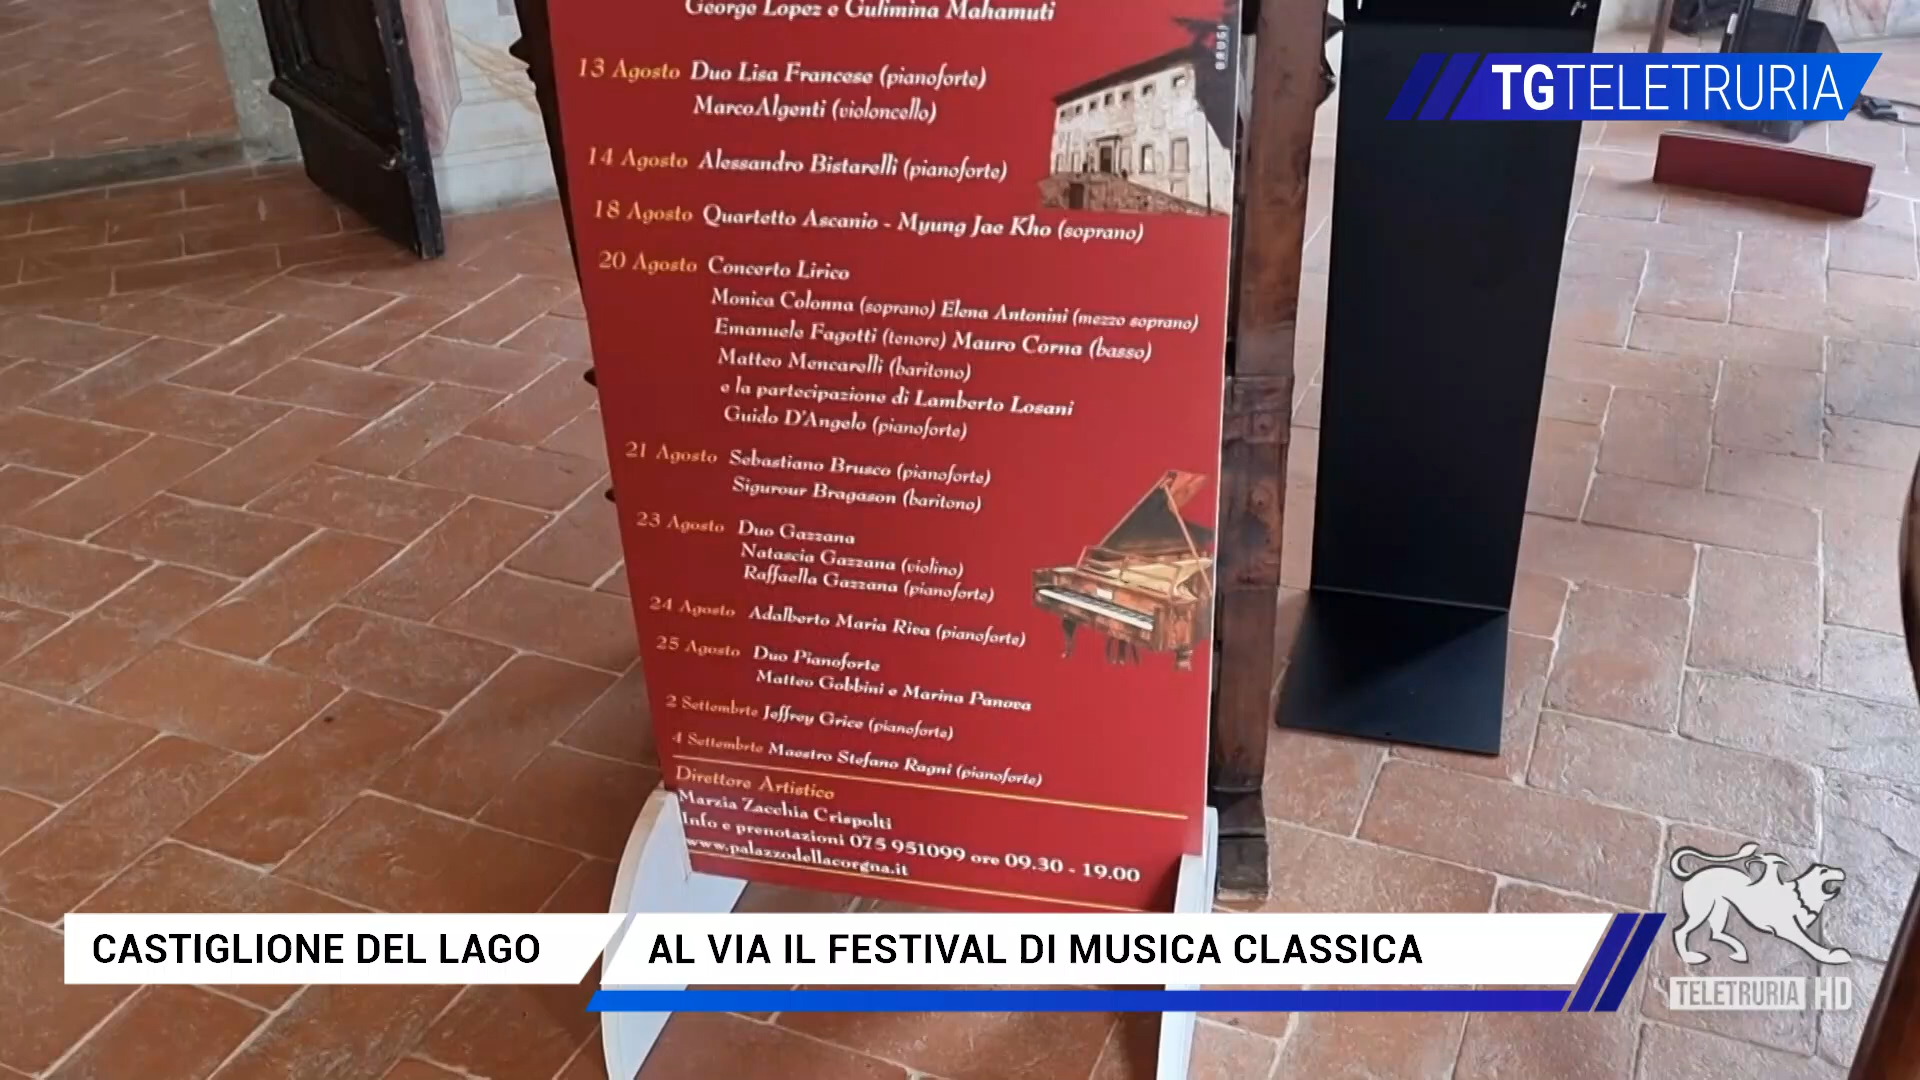 George Lopez e Gulimina Mahamuti
BRUGI
13 Agosto Duo Lisa Francese (pianoforte)
MarcoAlgenti (violoncello)
14 Agosto Alessandro Bistarelli (pianoforte)
18 Agosto Quartetto Ascanio - Myung Jae Kho (soprano)
20 Agosto Concerto Lirico
Monica Colonna (soprano) Elena Antonini (mezzo soprano)
Emanuele Fagotti (tenore) Mauro Corna (basso)
Matteo Mencarelli (baritono)
e la partecipazione di Lamberto Losani
Guido D'Angelo (pianoforte)
21 Agosto Sebastiano Brusco (pianoforte)
Sigurour Bragason (baritono)
23 Agosto Duo Gazzana
Natascia Gazzana (violino)
Raffaella Gazzana (pianoforte)
24 Agosto Adalberto Maria Riva (pianoforte)
25 Agosto Duo Pianoforte
Matteo Gobbini e Marina Panova
2 Settembrte Jeffrey Grice (pianoforte)
4 Settembrte Maestro Stefano Ragni (pianoforte)
Direttore Artistico
Marzia Zacchia Crispolti
Info e prenotazioni 075 951099 ore 09.30 - 19.00
www.palazzodellacorgna.it
TGTELETRURIA
CASTIGLIONE DEL LAGO
AL VIA IL FESTIVAL DI MUSICA CLASSICA
TELETRURIA HD